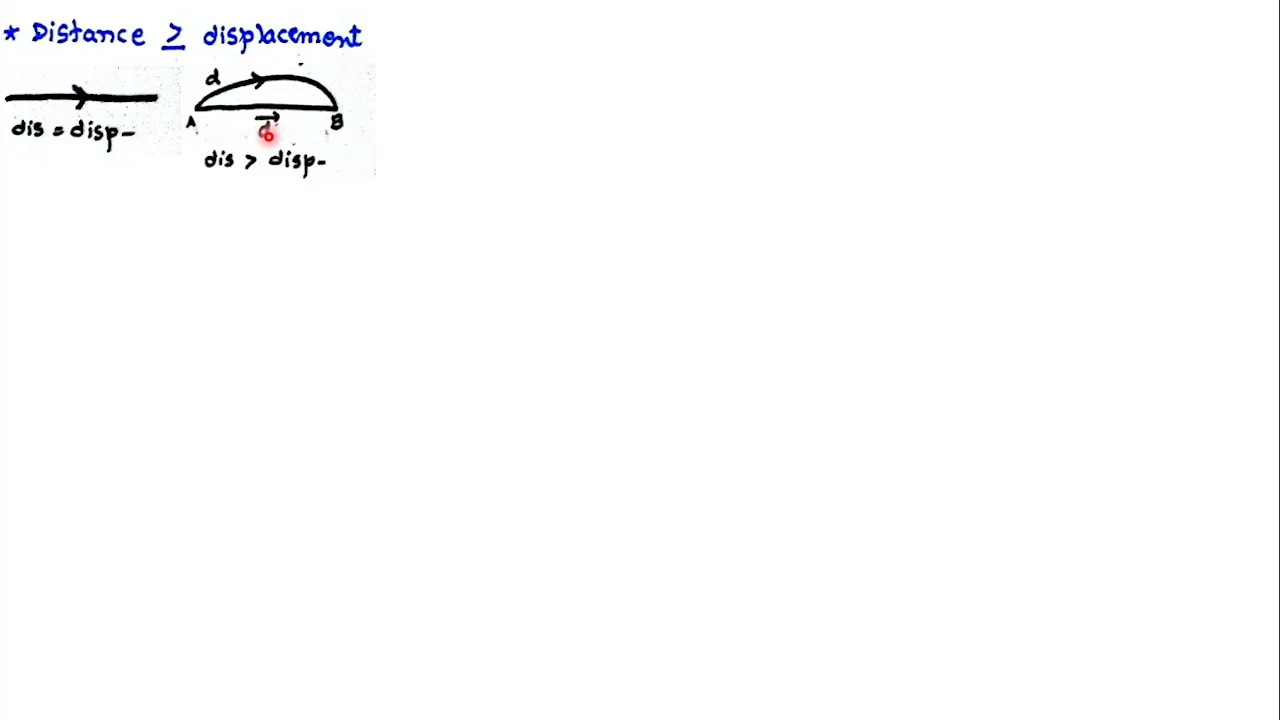 * Distance ≥ displacement
dis = disp-
d
A B
d⃗
dis > disp-